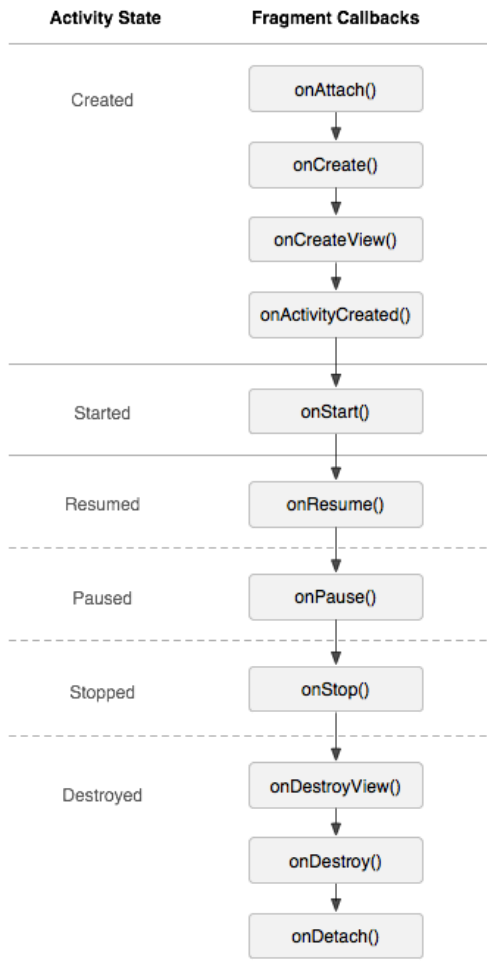 Activity State Fragment Callbacks
Created
onAttach()
onCreate()
onCreateView()
onActivityCreated()
Started onStart()
Resumed onResume()
Paused onPause()
Stopped onStop()
Destroyed
onDestroyView()
onDestroy()
onDetach()